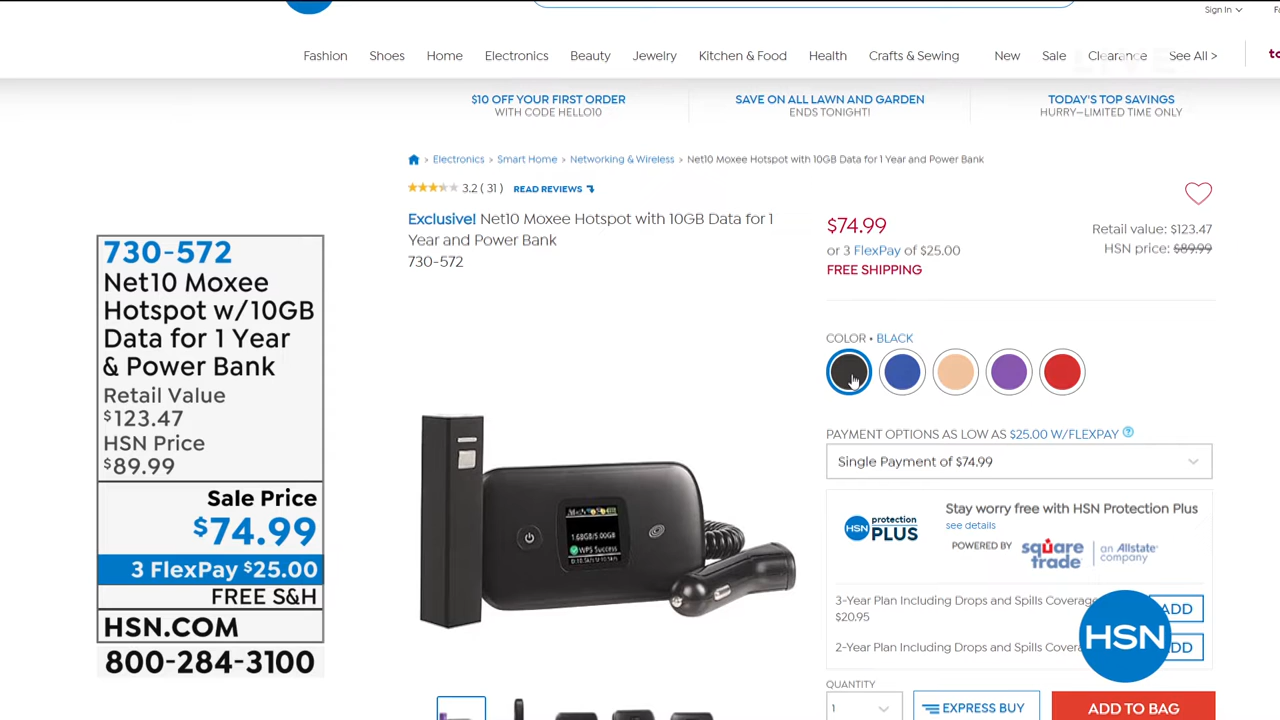 Sign In
Fashion
Shoes
Home
Electronics
Beauty
Jewelry
Kitchen & Food
Health
Crafts & Sewing
New
Sale
Clearance
See All >
$10 OFF YOUR FIRST ORDER
WITH CODE HELLO10
SAVE ON ALL LAWN AND GARDEN
ENDS TONIGHT!
TODAY'S TOP SAVINGS
HURRY—LIMITED TIME ONLY
> Electronics > Smart Home > Networking & Wireless > Net10 Moxee Hotspot with 10GB Data for 1 Year and Power Bank
3.2 ( 31 ) READ REVIEWS
Exclusive! Net10 Moxee Hotspot with 10GB Data for 1
Year and Power Bank
730-572
$74.99
or 3 FlexPay of $25.00
FREE SHIPPING
Retail value: $123.47
HSN price: $89.99
COLOR • BLACK
PAYMENT OPTIONS AS LOW AS $25.00 W/FLEXPAY ?
Single Payment of $74.99
HSN protection PLUS
Stay worry free with HSN Protection Plus
see details
POWERED BY square trade an Allstate company
3-Year Plan Including Drops and Spills Coverage
$20.95
ADD
2-Year Plan Including Drops and Spills
QUANTITY
1
EXPRESS BUY
ADD TO BAG
HSN
730-572
Net10 Moxee
Hotspot w/10GB
Data for 1 Year
& Power Bank
Retail Value
$123.47
HSN Price
$89.99
Sale Price
$74.99
3 FlexPay $25.00
FREE S&H
HSN.COM
800-284-3100
1.68GB/5.00GB
WPS Success